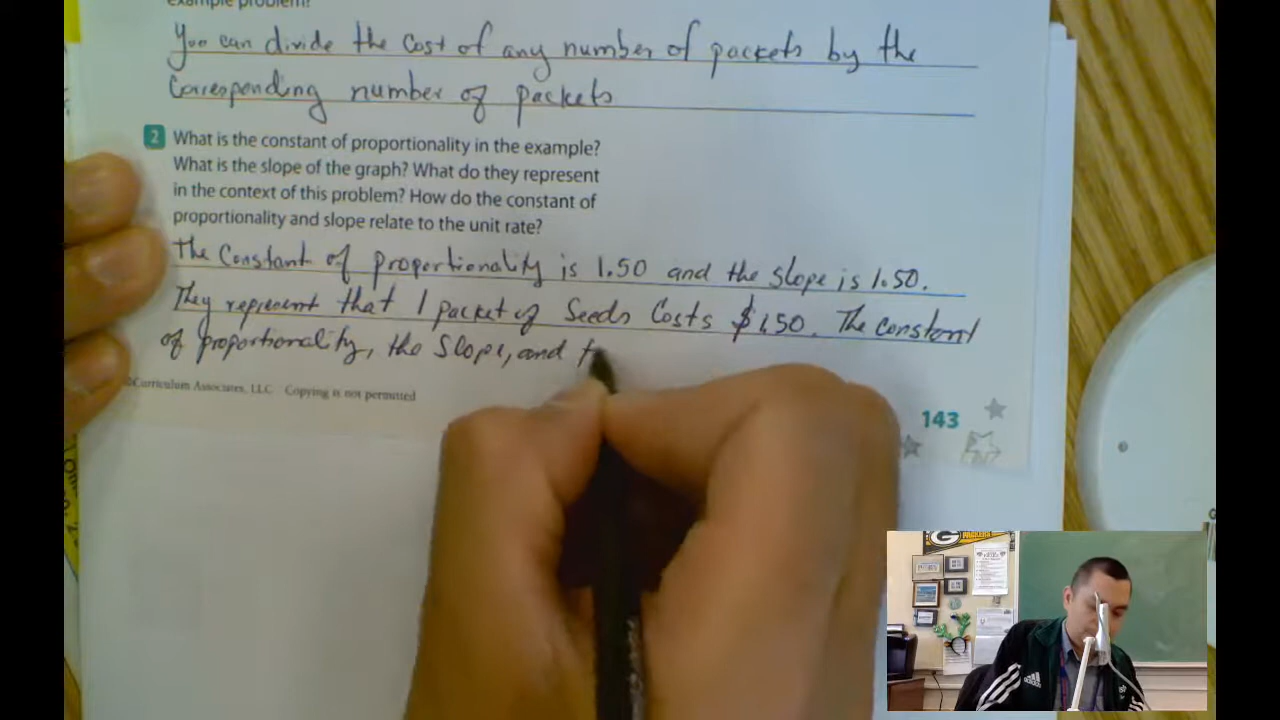 example problem?
You can divide the cost of any number of packets by the
Corresponding number of packets
2 What is the constant of proportionality in the example?
What is the slope of the graph? What do they represent
in the context of this problem? How do the constant of
proportionality and slope relate to the unit rate?
The Constant of proportionality is 1.50 and the slope is 1.50.
They represent that 1 packet of Seeds Costs $1.50. The constant
of proportionality, the Slope, and t
©Curriculum Associates, LLC Copying is not permitted
143
G
PACKERS
adidas